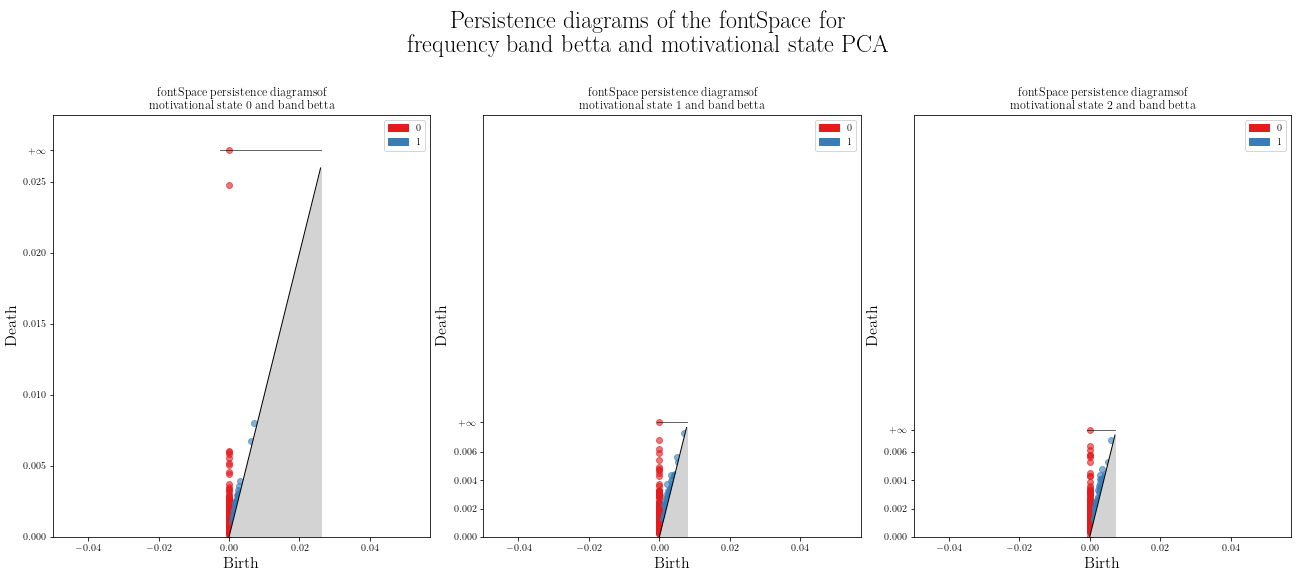 Persistence diagrams of the fontSpace for
frequency band betta and motivational state PCA
fontSpace persistence diagramsof
motivational state 0 and band betta
0
1
+∞
0.025
0.020
0.015
0.010
0.005
0.000
Death
−0.04
−0.02
0.00
0.02
0.04
Birth
fontSpace persistence diagramsof
motivational state 1 and band betta
0
1
+∞
0.006
0.004
0.002
0.000
Death
−0.04
−0.02
0.00
0.02
0.04
Birth
fontSpace persistence diagramsof
motivational state 2 and band betta
0
1
+∞
0.006
0.004
0.002
0.000
Death
−0.04
−0.02
0.00
0.02
0.04
Birth